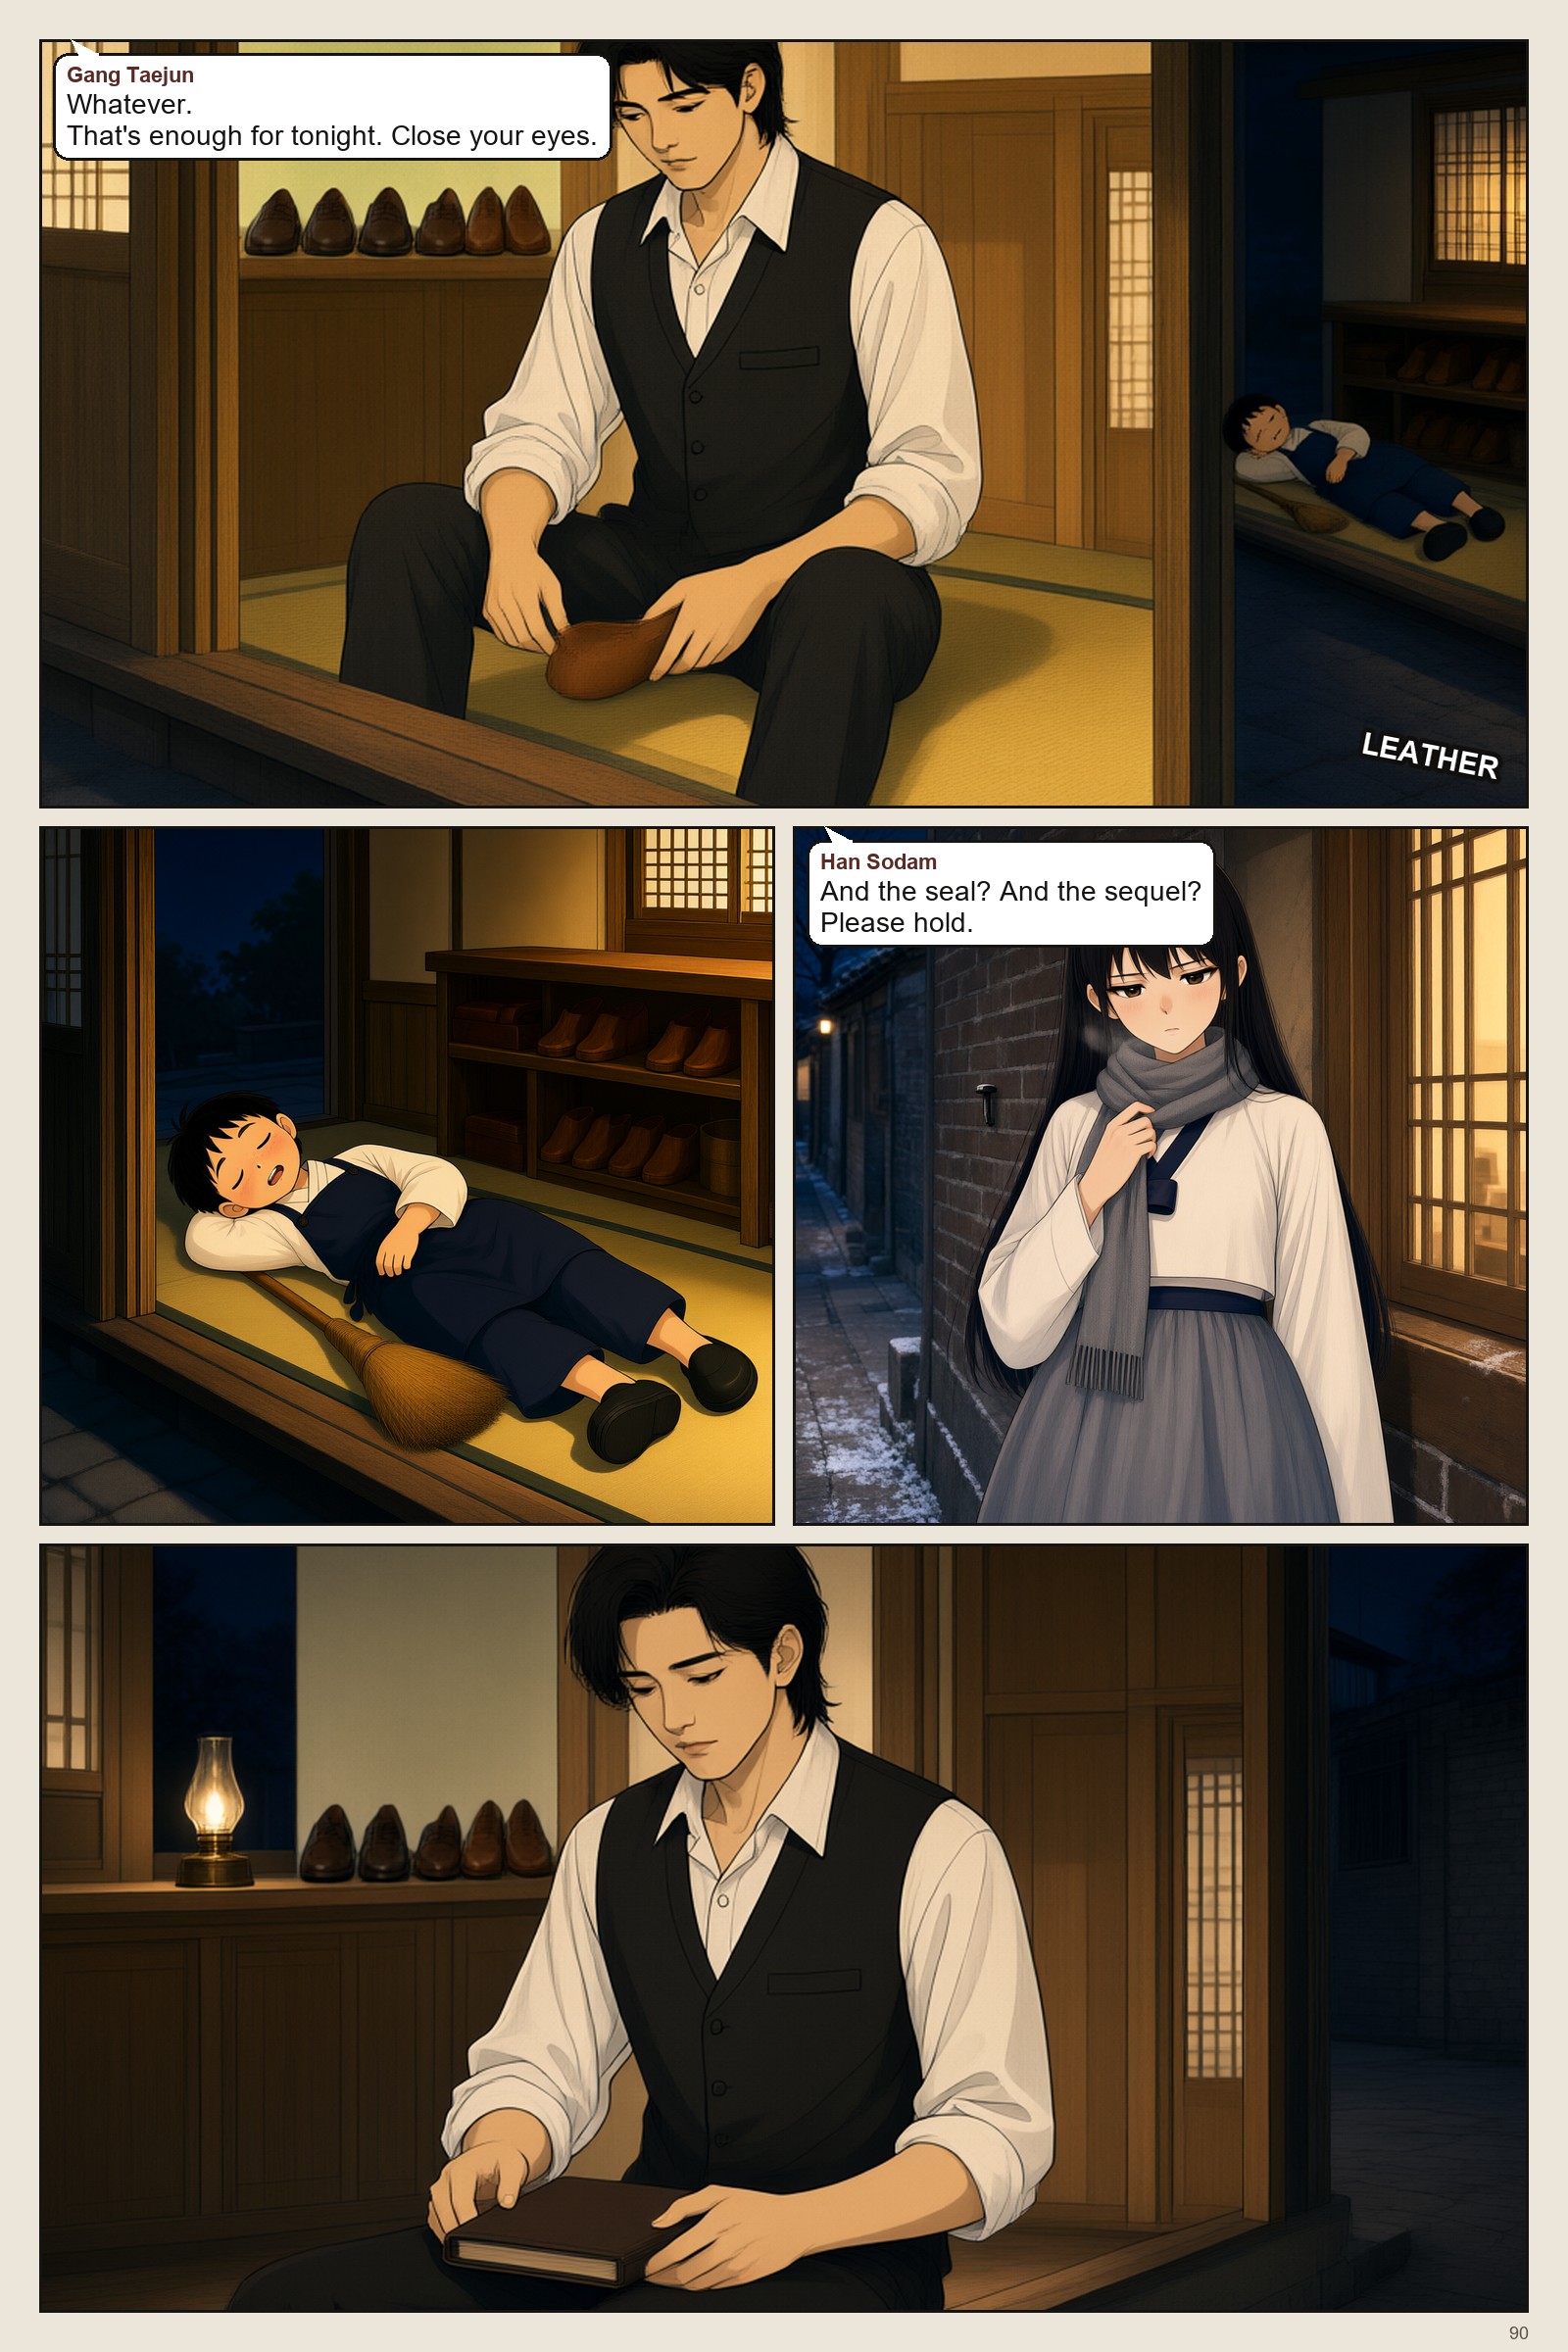 Gang Taejun
Whatever.
That's enough for tonight. Close your eyes.
LEATHER
Han Sodam
And the seal? And the sequel?
Please hold.
90